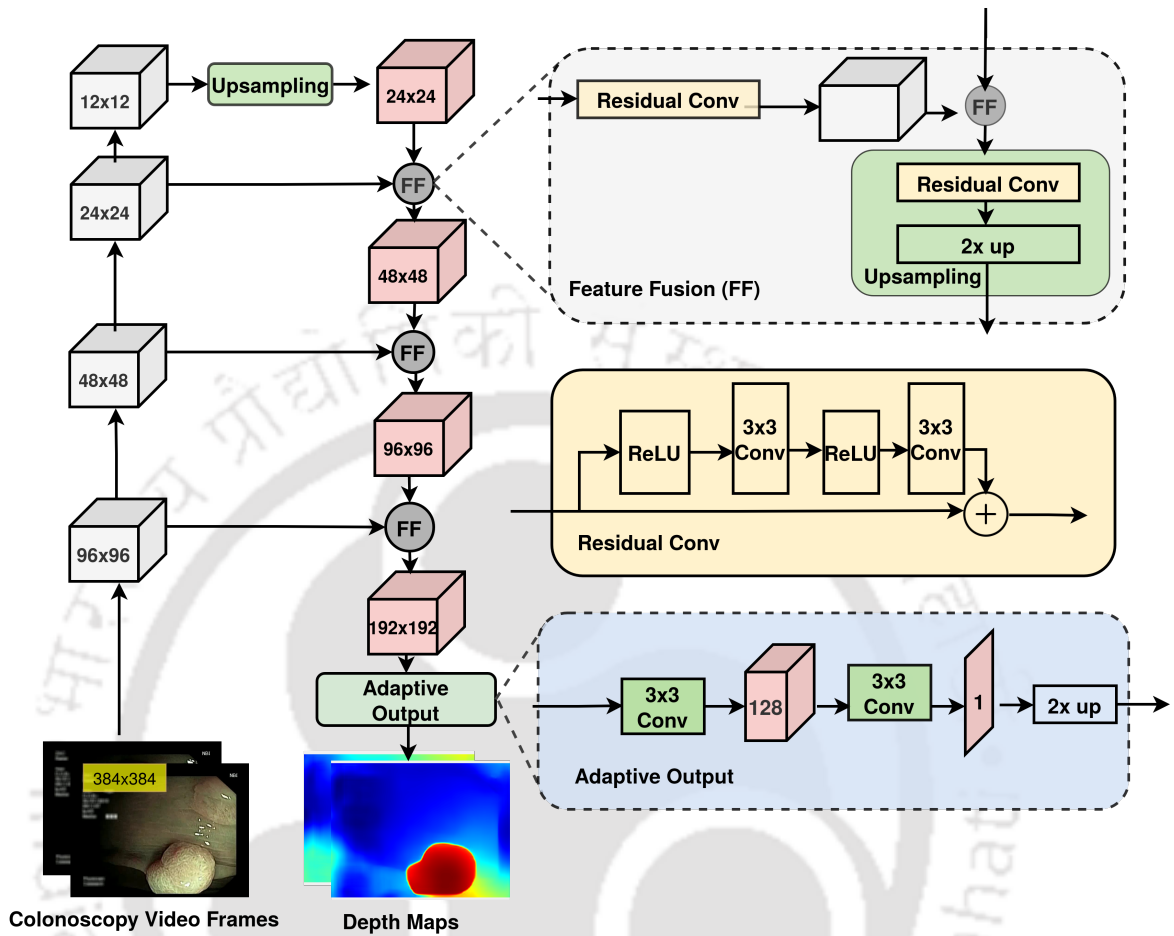 12x12
Upsampling
24x24
24x24
FF
48x48
48x48
FF
96x96
96x96
FF
192x192
Adaptive
Output
384x384
NBI
NBI
Colonoscopy Video Frames
Depth Maps
Residual Conv
FF
Residual Conv
2x up
Upsampling
Feature Fusion (FF)
ReLU
3x3
Conv
ReLU
3x3
Conv
+
Residual Conv
3x3
Conv
128
3x3
Conv
1
2x up
Adaptive Output